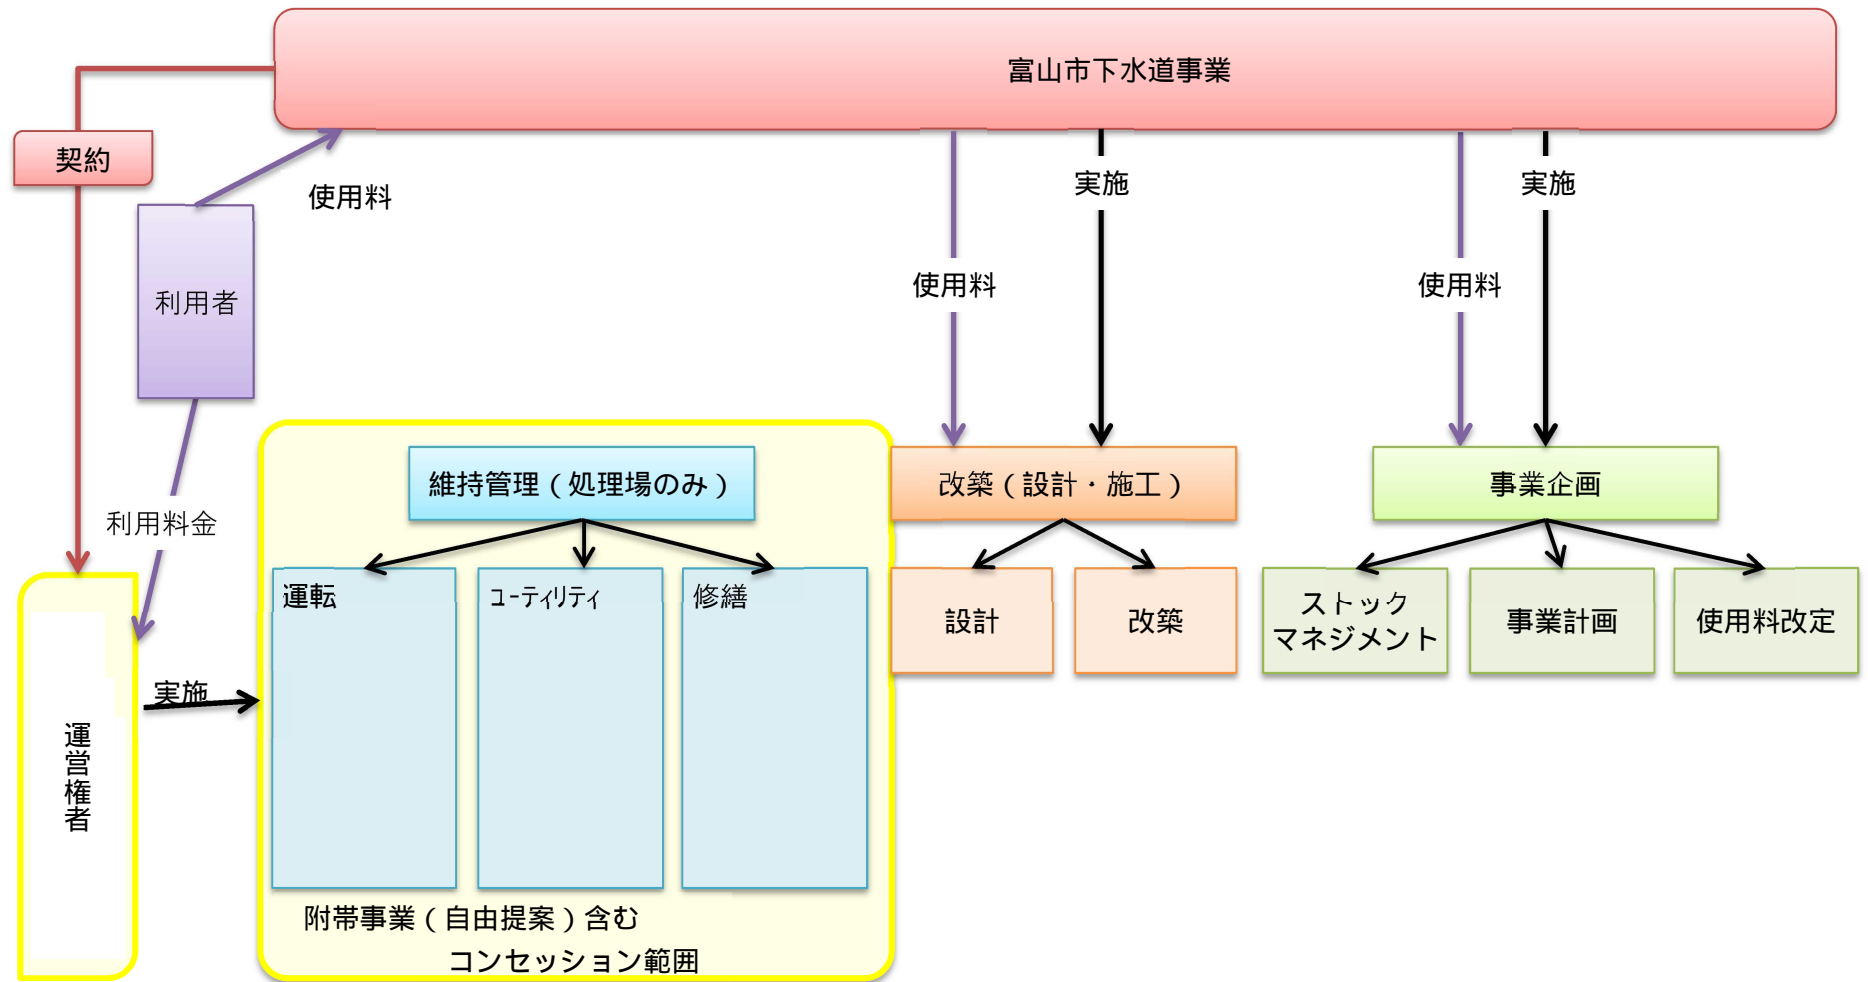 富山市下水道事業
契約
使用料
実施
実施
利用者
使用料
使用料
維持管理（処理場のみ）
改築（設計・施工）
事業企画
利用料金
運転
ﾕｰティリティ
修繕
設計
改築
ストック
マネジメント
事業計画
使用料改定
実施
運営権者
附帯事業（自由提案）含む
コンセッション範囲